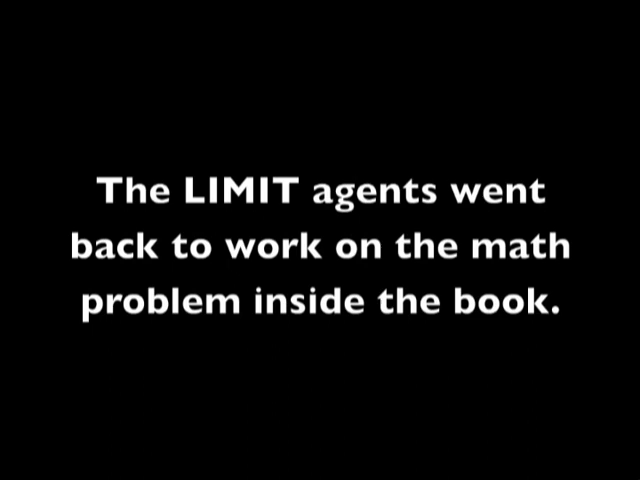 The LIMIT agents went
back to work on the math
problem inside the book.